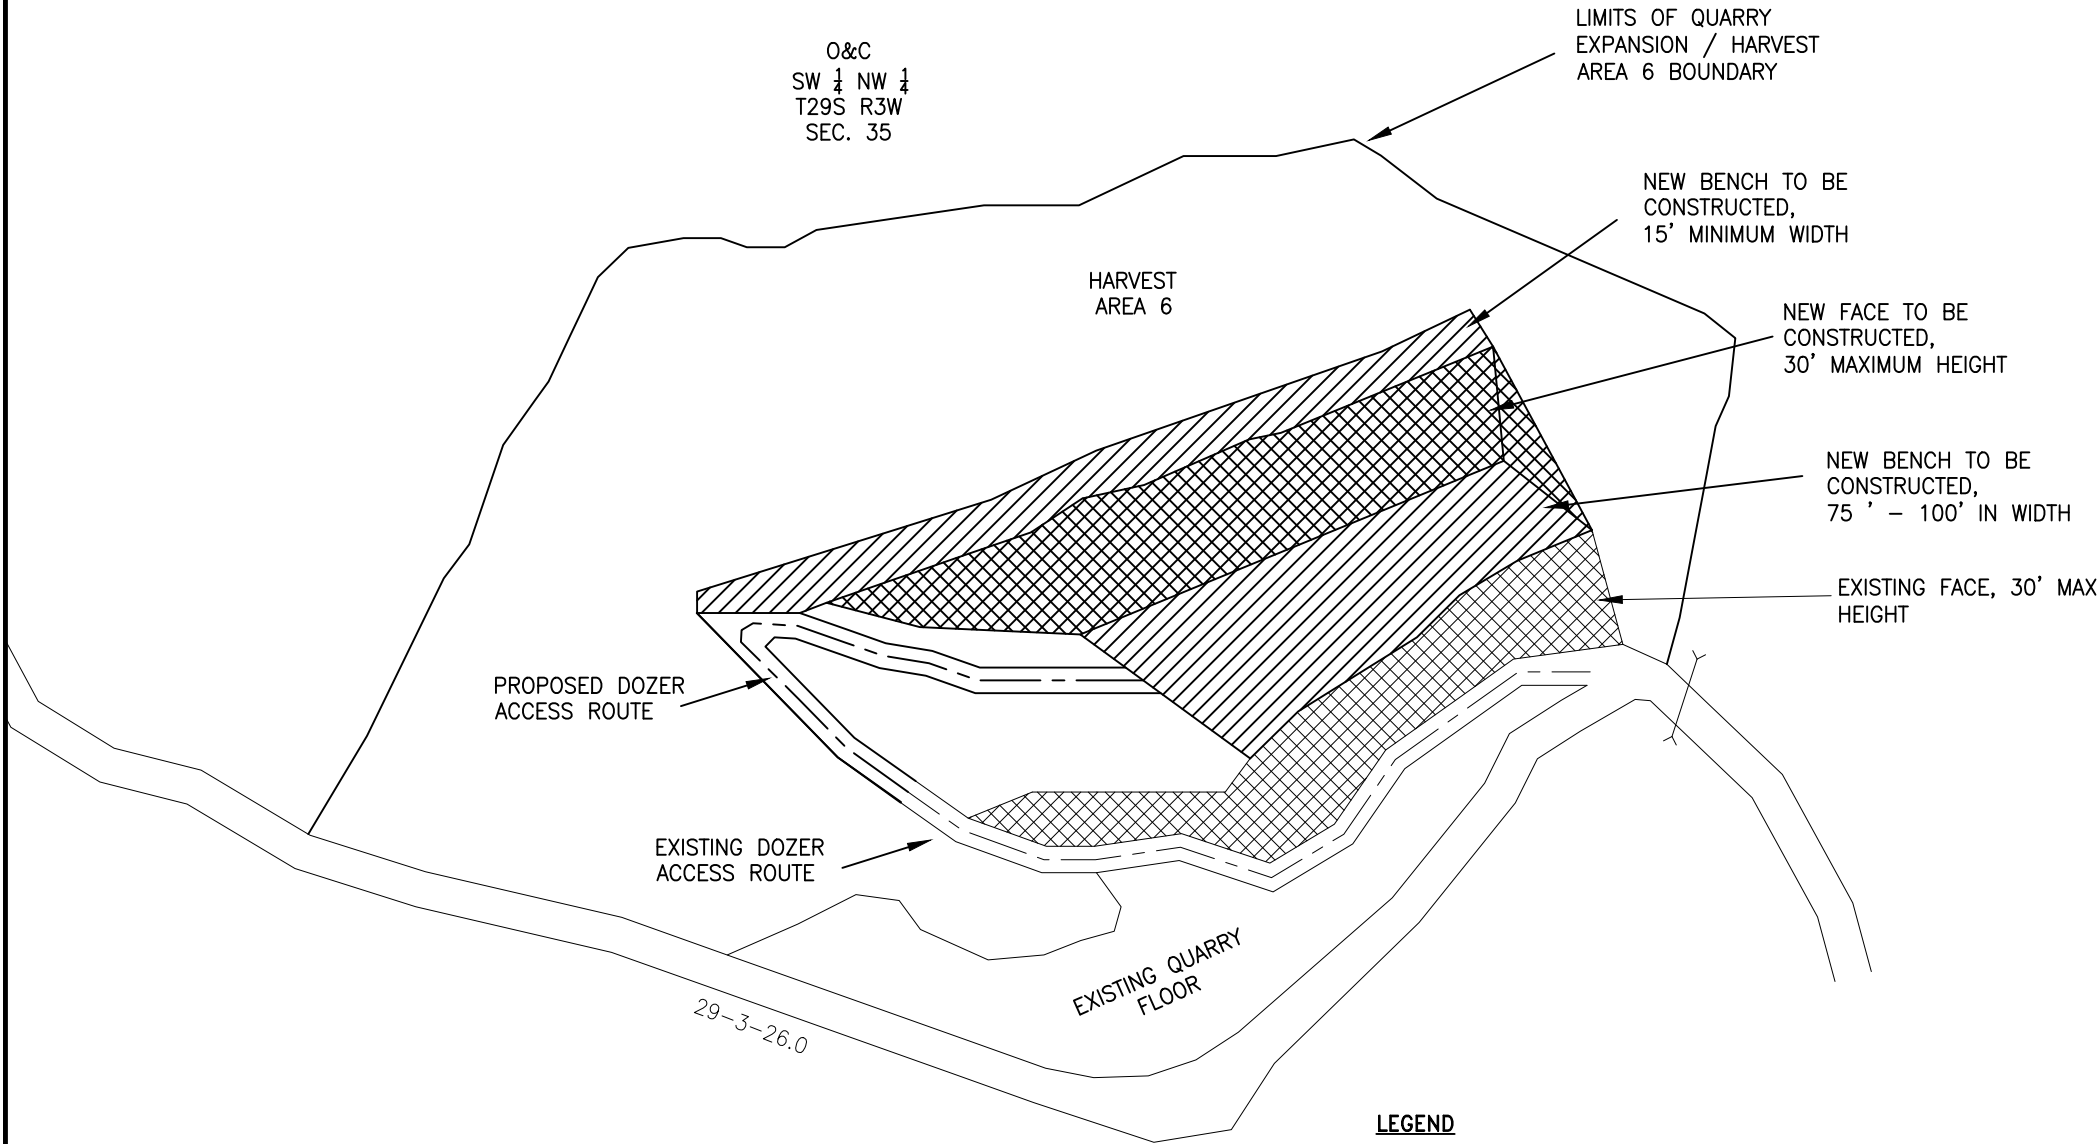 O&C
SW 1/4 NW 1/4
T29S R3W
SEC. 35
LIMITS OF QUARRY
EXPANSION / HARVEST
AREA 6 BOUNDARY
NEW BENCH TO BE
CONSTRUCTED,
15' MINIMUM WIDTH
HARVEST
AREA 6
NEW FACE TO BE
CONSTRUCTED,
30' MAXIMUM HEIGHT
NEW BENCH TO BE
CONSTRUCTED,
75 ' – 100' IN WIDTH
EXISTING FACE, 30' MAX
HEIGHT
PROPOSED DOZER
ACCESS ROUTE
EXISTING DOZER
ACCESS ROUTE
EXISTING QUARRY
FLOOR
29-3-26.0
LEGEND